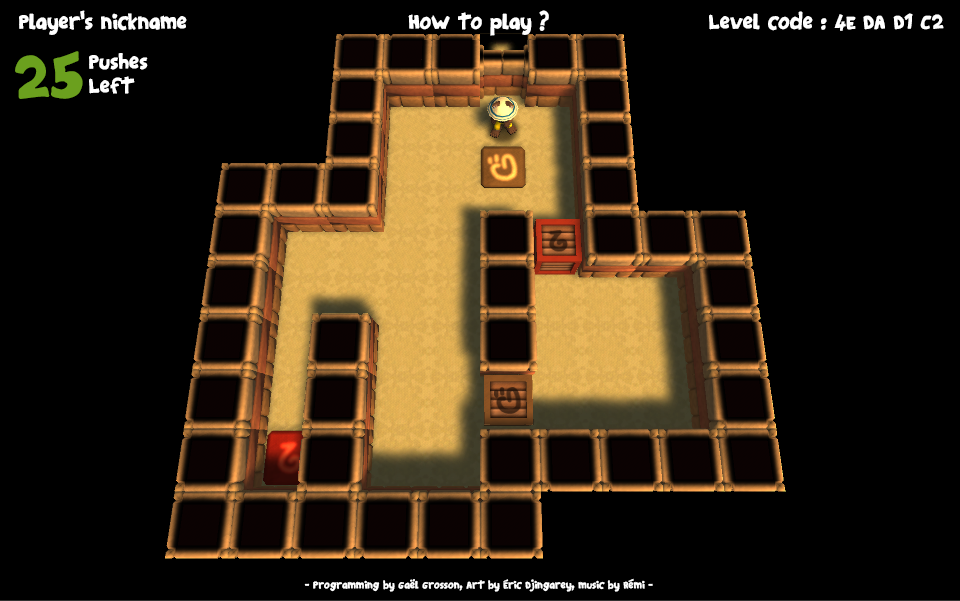 Player's nickname
How to play ?
Level code : 4E DA D1 C2
25 Pushes
Left
- Programming by Gaël Grosson, Art by Éric Djingarey, music by Rémi -